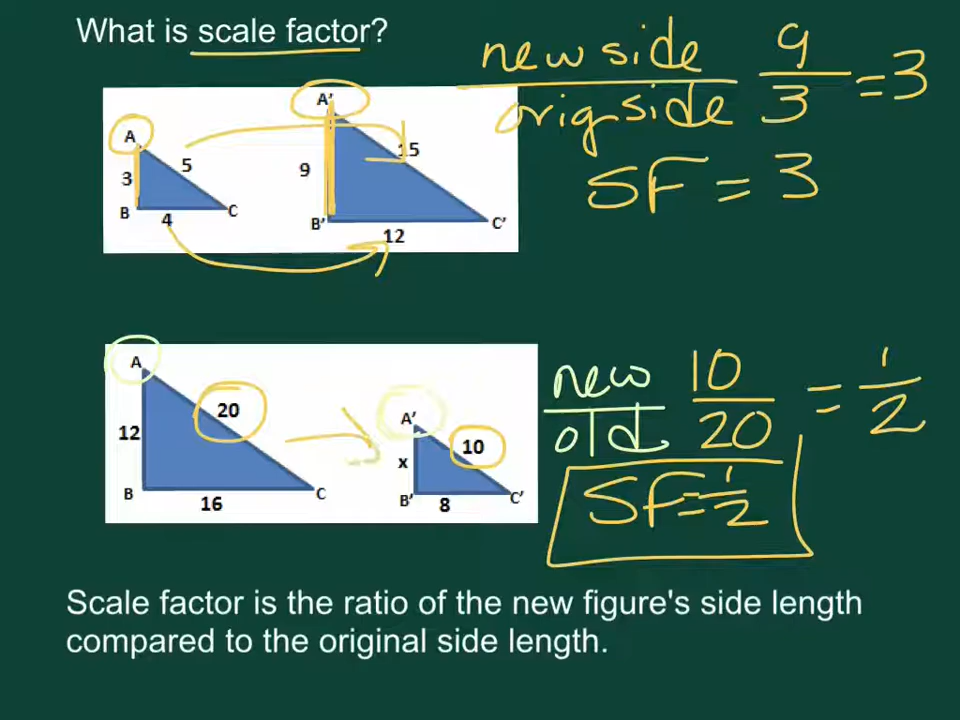 What is scale factor?
new side 9
orig side 3 = 3
SF = 3
A
3
5
B
4
C
A'
9
15
B'
12
C'
A
12
20
B
16
C
A'
x
10
B'
8
C'
new 10
old 20 = 1/2
SF = 1/2
Scale factor is the ratio of the new figure's side length
compared to the original side length.